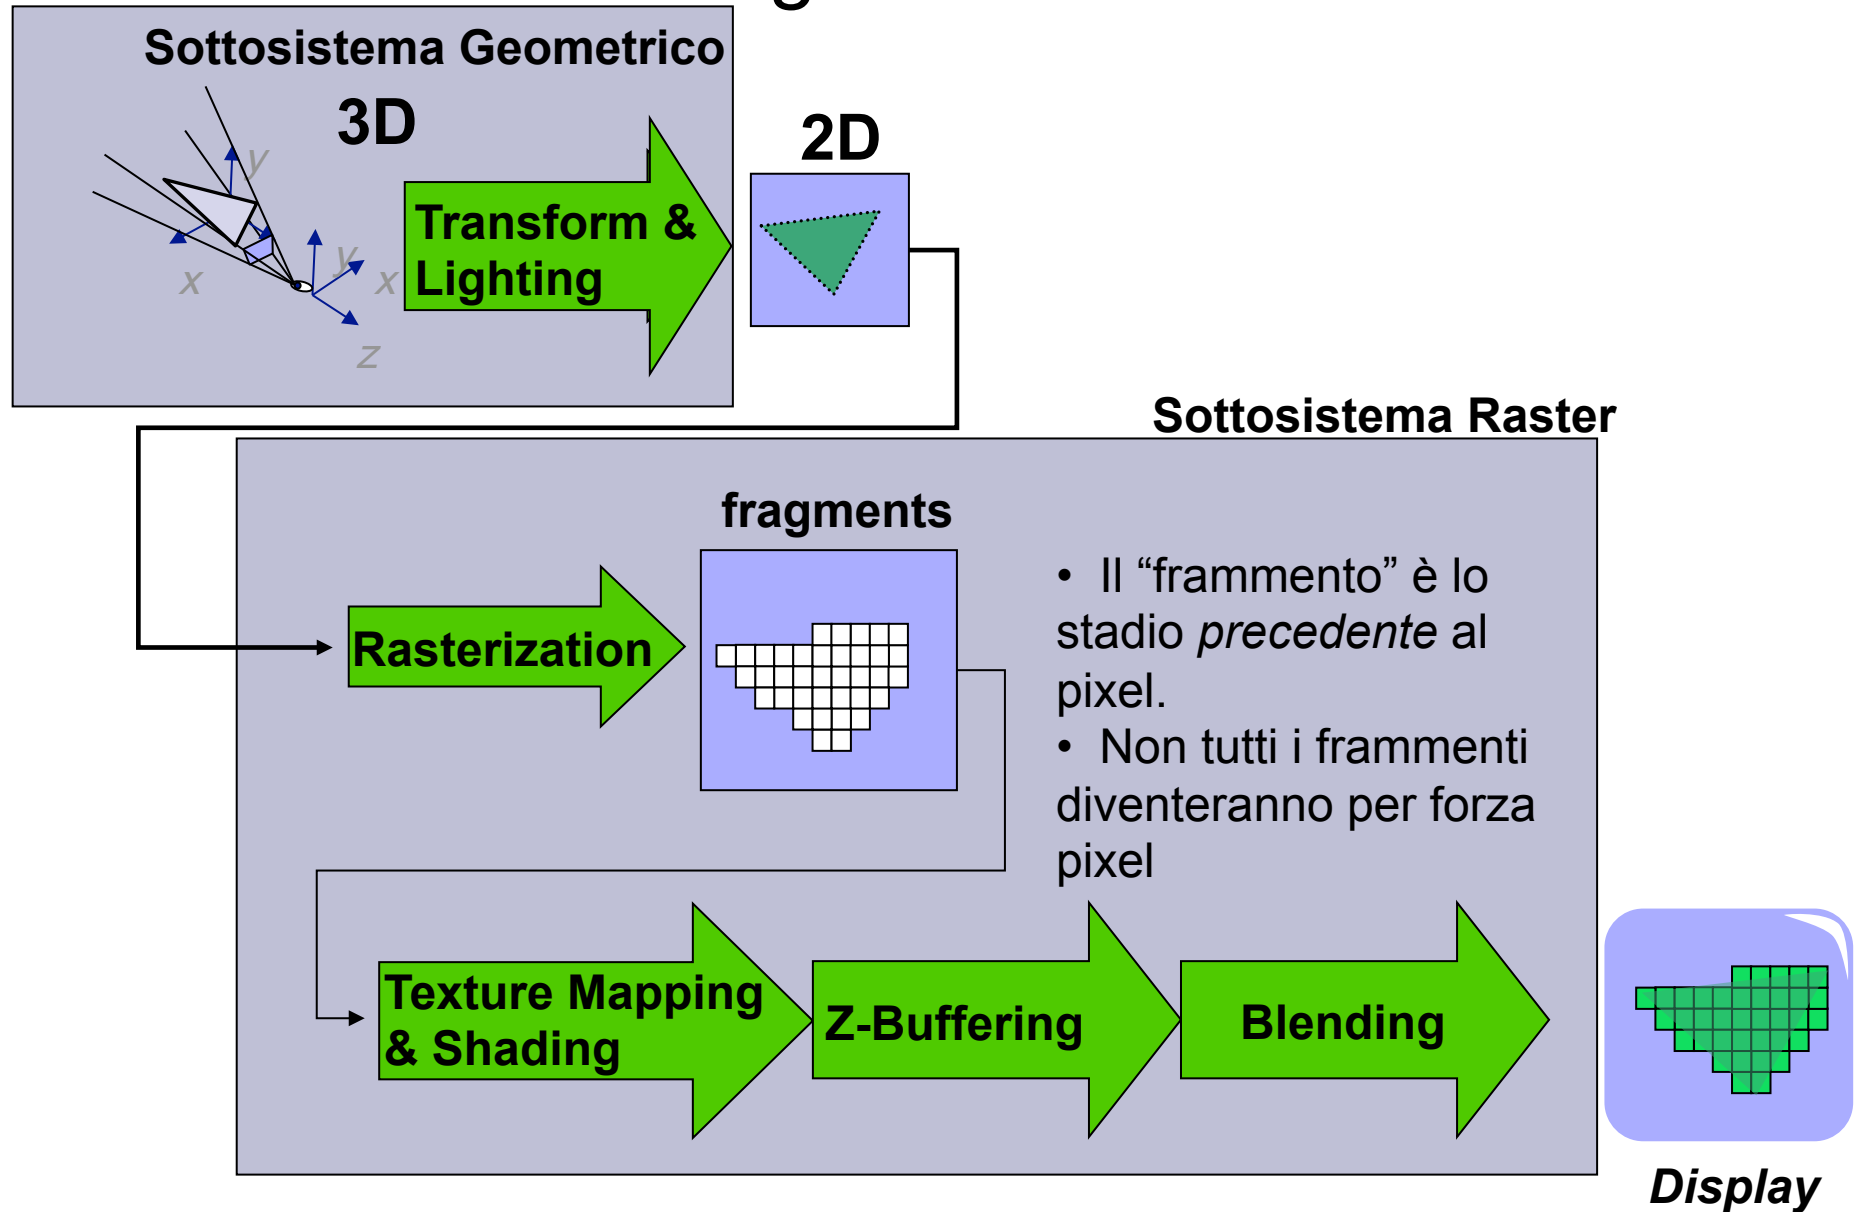 Sottosistema Geometrico
3D
2D
y
x
y
x
z
Transform &
Lighting
Sottosistema Raster
fragments
Rasterization
• Il “frammento” è lo
stadio precedente al
pixel.
• Non tutti i frammenti
diventeranno per forza
pixel
Texture Mapping
& Shading
Z-Buffering
Blending
Display